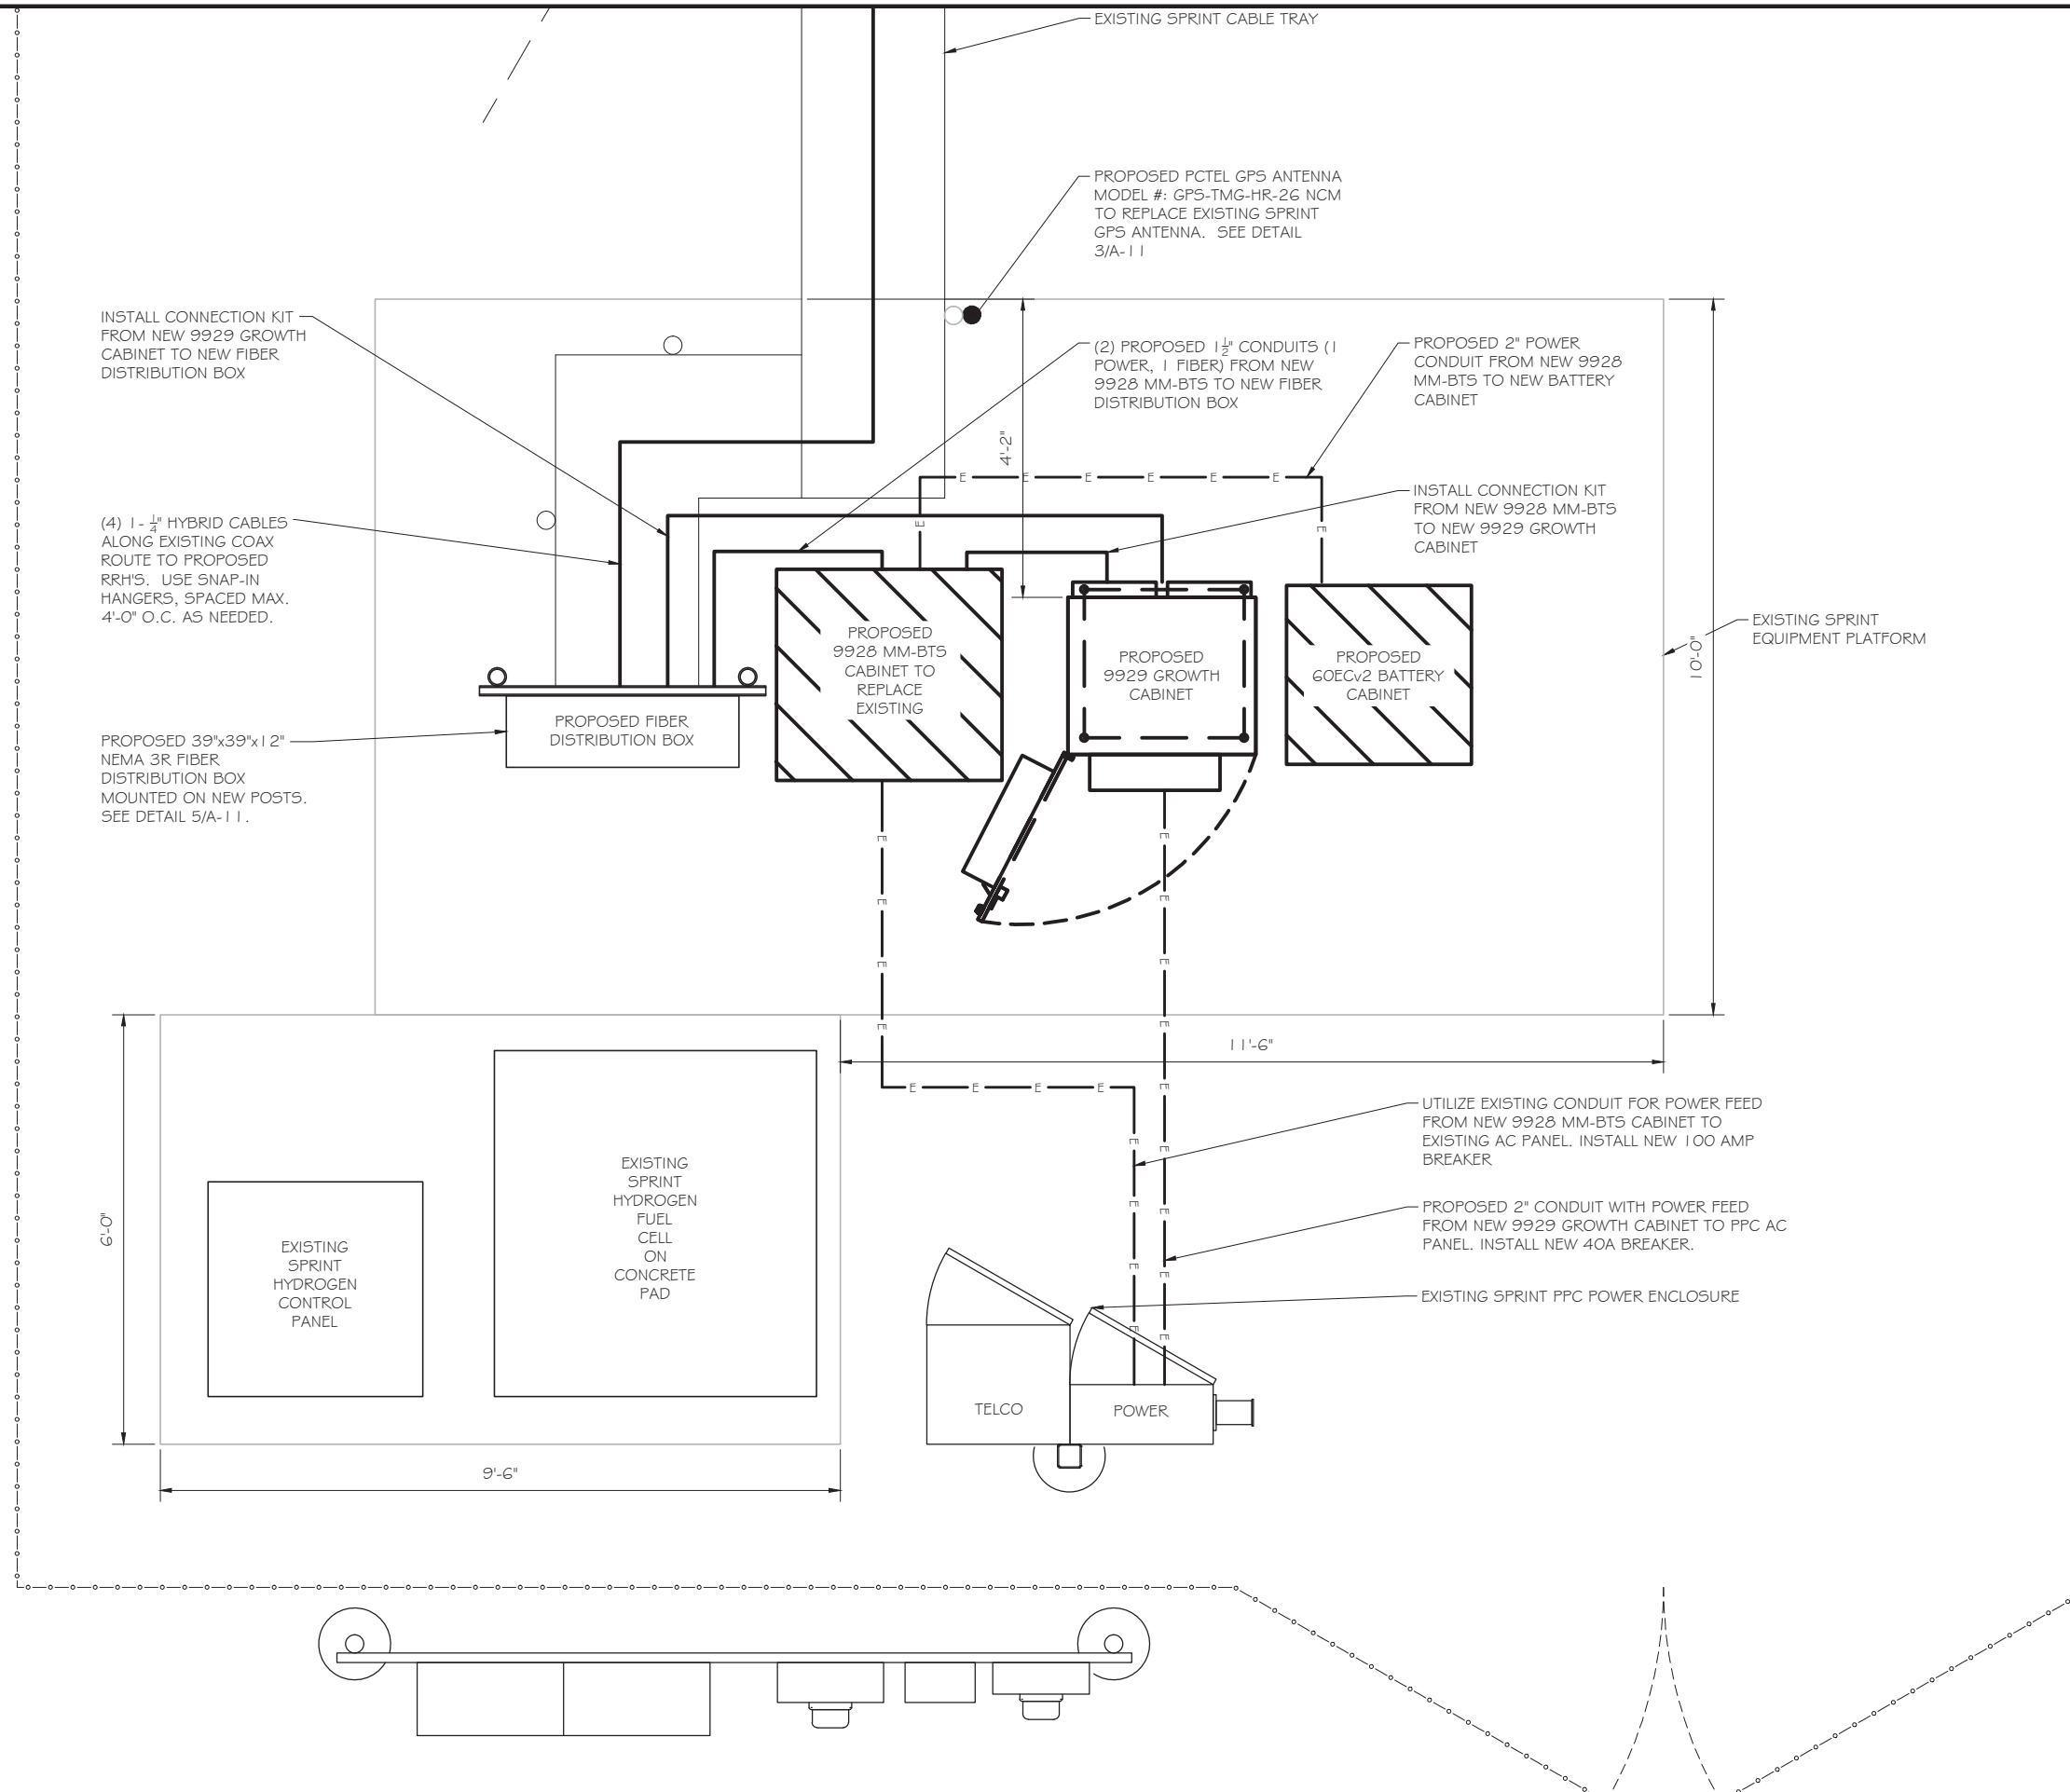 EXISTING SPRINT CABLE TRAY
PROPOSED PCTEL GPS ANTENNA
MODEL #: GPS-TMG-HR-26 NCM
TO REPLACE EXISTING SPRINT
GPS ANTENNA. SEE DETAIL
3/A-11
INSTALL CONNECTION KIT
FROM NEW 9929 GROWTH
CABINET TO NEW FIBER
DISTRIBUTION BOX
(2) PROPOSED 1½" CONDUITS (1
POWER, 1 FIBER) FROM NEW
9928 MM-BTS TO NEW FIBER
DISTRIBUTION BOX
PROPOSED 2" POWER
CONDUIT FROM NEW 9928
MM-BTS TO NEW BATTERY
CABINET
4'-2"
E E E E E E
E
E
INSTALL CONNECTION KIT
FROM NEW 9928 MM-BTS
TO NEW 9929 GROWTH
CABINET
(4) 1-¼" HYBRID CABLES
ALONG EXISTING COAX
ROUTE TO PROPOSED
RRH'S. USE SNAP-IN
HANGERS, SPACED MAX.
4'-0" O.C. AS NEEDED.
EXISTING SPRINT
EQUIPMENT PLATFORM
10'-0"
PROPOSED
9928 MM-BTS
CABINET TO
REPLACE
EXISTING
PROPOSED
9929 GROWTH
CABINET
PROPOSED
60ECv2 BATTERY
CABINET
PROPOSED FIBER
DISTRIBUTION BOX
PROPOSED 39"x39"x12"
NEMA 3R FIBER
DISTRIBUTION BOX
MOUNTED ON NEW POSTS.
SEE DETAIL 5/A-11.
E
E
E
E
E
E
E
E
E
E
E
E
E
11'-6"
E E E E
E
E
E
E
UTILIZE EXISTING CONDUIT FOR POWER FEED
FROM NEW 9928 MM-BTS CABINET TO
EXISTING AC PANEL. INSTALL NEW 100 AMP
BREAKER
PROPOSED 2" CONDUIT WITH POWER FEED
FROM NEW 9929 GROWTH CABINET TO PPC AC
PANEL. INSTALL NEW 40A BREAKER.
EXISTING SPRINT PPC POWER ENCLOSURE
6'-0"
EXISTING
SPRINT
HYDROGEN
CONTROL
PANEL
EXISTING
SPRINT
HYDROGEN
FUEL
CELL
ON
CONCRETE
PAD
TELCO
POWER
9'-6"